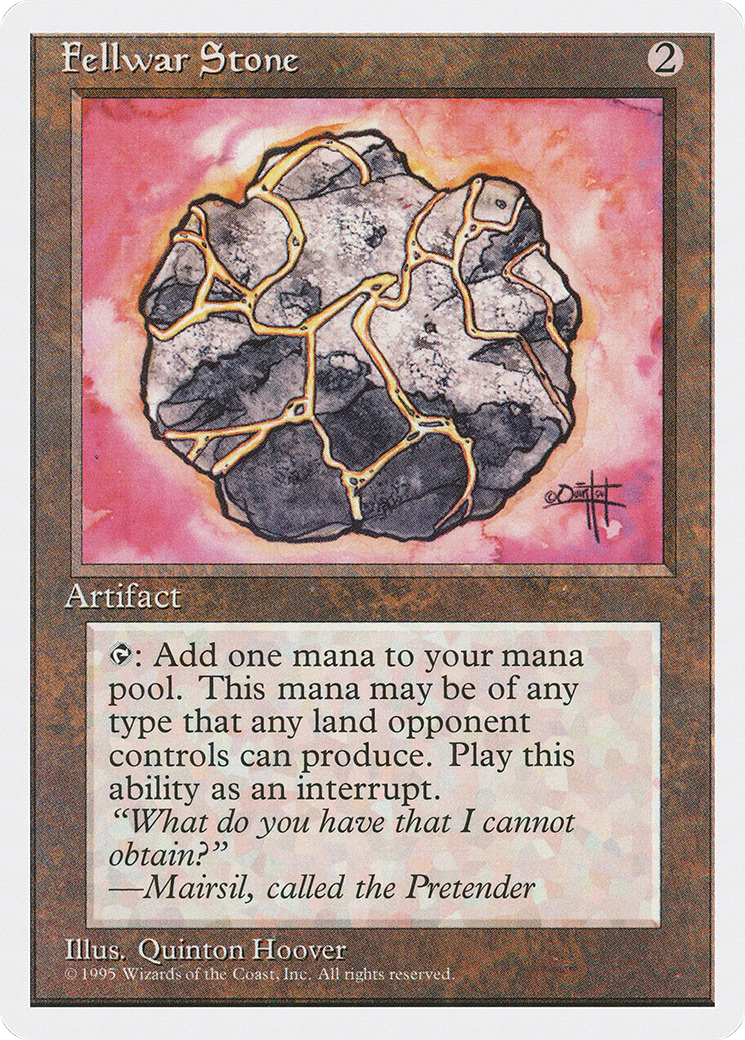 Fellwar Stone 2
Artifact
: Add one mana to your mana
pool. This mana may be of any
type that any land opponent
controls can produce. Play this
ability as an interrupt.
“What do you have that I cannot
obtain?”
—Mairsil, called the Pretender
Illus. Quinton Hoover
© 1995 Wizards of the Coast, Inc. All rights reserved.